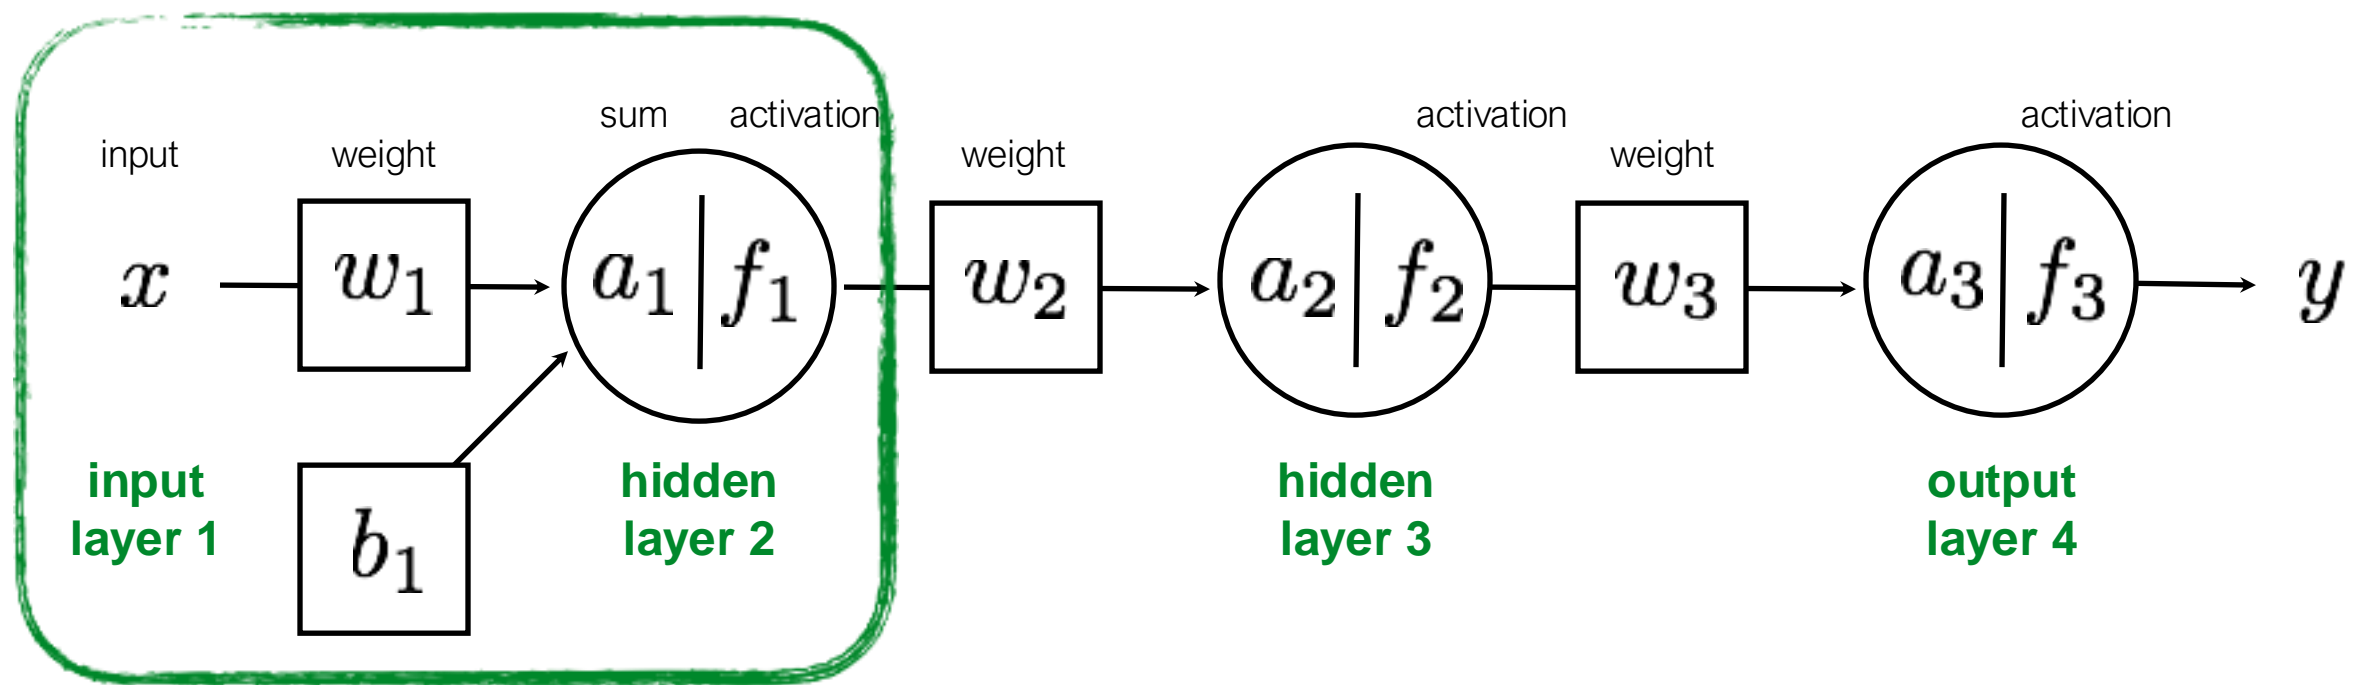 sum activation activation activation
input weight weight weight
x w₁ a₁ | f₁ w₂ a₂ | f₂ w₃ a₃ | f₃ y
input hidden hidden output
layer 1 layer 2 layer 3 layer 4
b₁